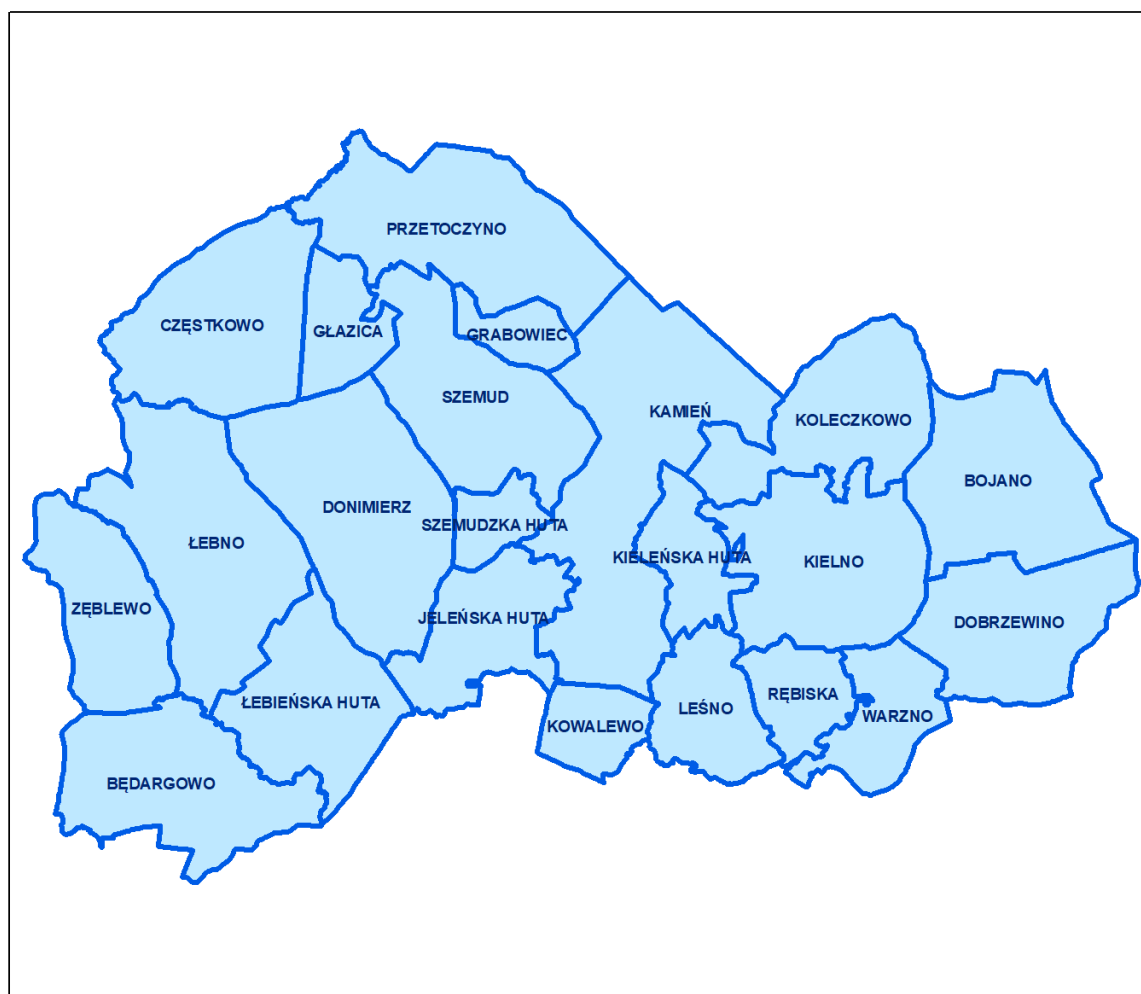 PRZETOCZYNO
CZĘSTKOWO
GŁAZICA
GRABOWIEC
SZEMUD
KAMIEŃ
KOLECZKOWO
BOJANO
DONIMIERZ
SZEMUDZKA HUTA
ŁEBNO
KIELEŃSKA HUTA
KIELNO
ZĘBLEWO
JELEŃSKA HUTA
DOBRZEWINO
ŁEBIEŃSKA HUTA
KOWALEWO
LEŚNO
RĘBISKA
WARZNO
BĘDARGOWO